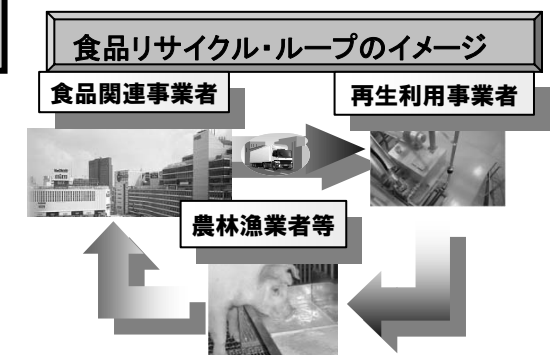 食品リサイクル・ループのイメージ
食品関連事業者
再生利用事業者
農林漁業者等